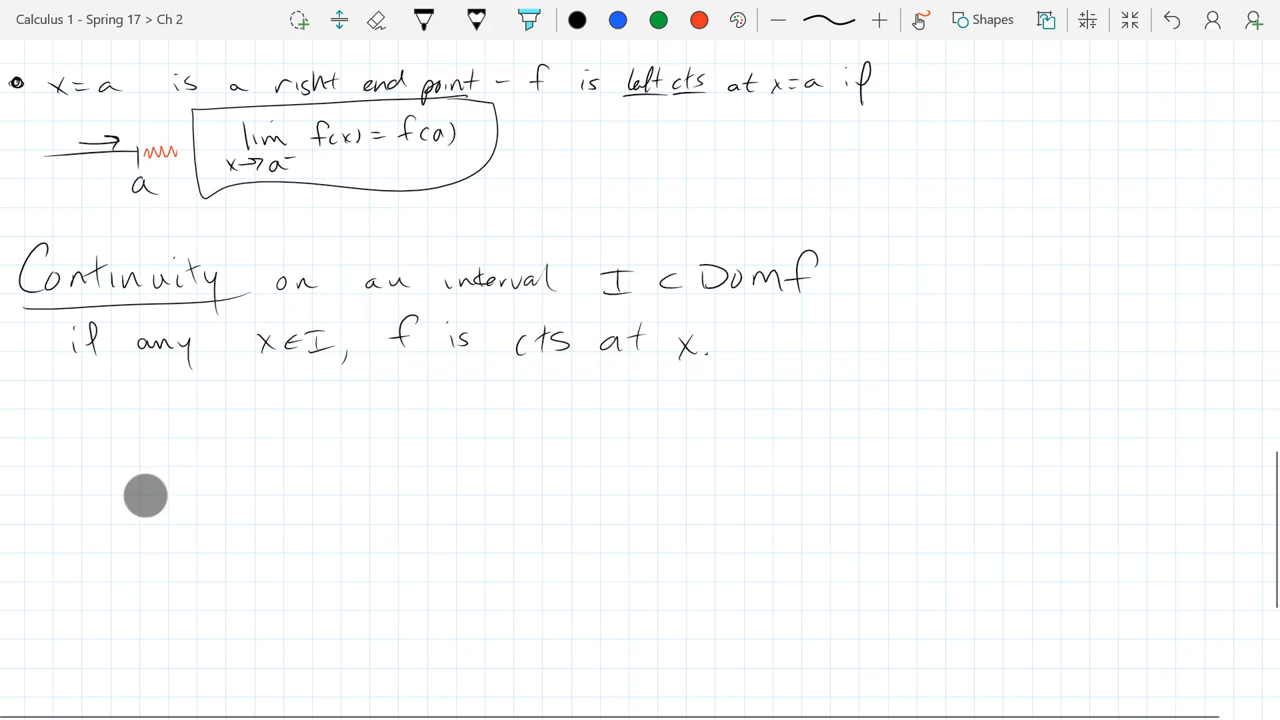 Calculus 1 - Spring 17 > Ch 2
Shapes
• x=a is a right end point - f is left cts at x=a if
lim f(x) = f(a)
x→a⁻
a
Continuity on an interval I ⊂ Domf
if any x∈I, f is cts at x.